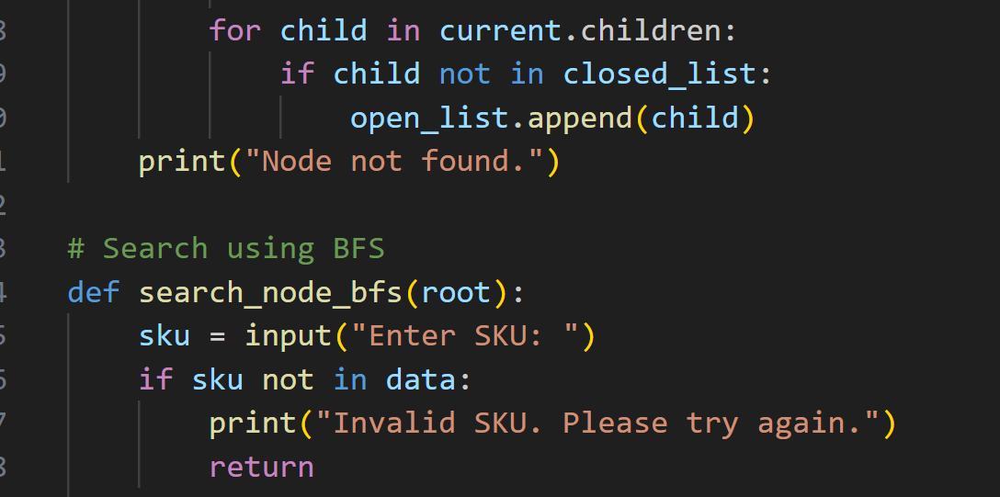 for child in current.children:
if child not in closed_list:
open_list.append(child)
print("Node not found.")
# Search using BFS
def search_node_bfs(root):
sku = input("Enter SKU: ")
if sku not in data:
print("Invalid SKU. Please try again.")
return